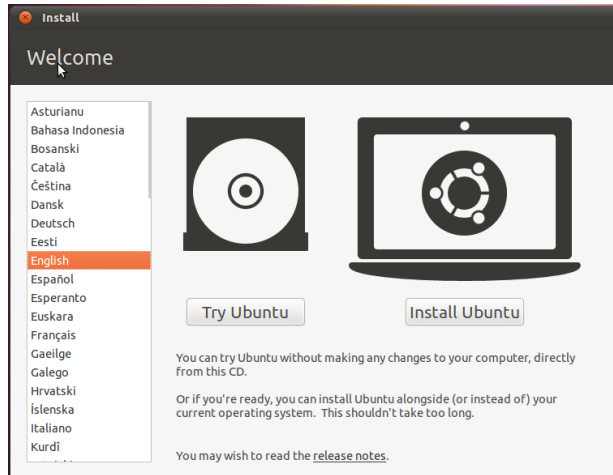 Install
Welcome
Asturianu
Bahasa Indonesia
Bosanski
Català
Čeština
Dansk
Deutsch
Eesti
English
Español
Esperanto
Euskara
Français
Gaeilge
Galego
Hrvatski
Íslenska
Italiano
Kurdî
Try Ubuntu
Install Ubuntu
You can try Ubuntu without making any changes to your computer, directly
from this CD.
Or if you're ready, you can install Ubuntu alongside (or instead of) your
current operating system. This shouldn't take too long.
You may wish to read the release notes.